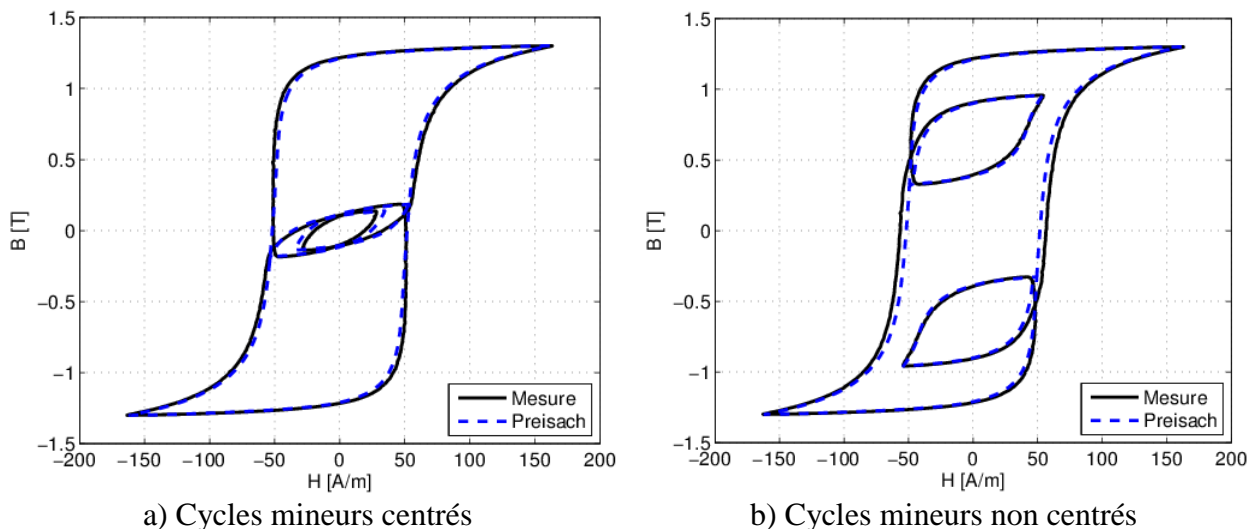 1.5
1
0.5
0
−0.5
−1
−1.5
B [T]
−200 −150 −100 −50 0 50 100 150 200
H [A/m]
Mesure
Preisach
a) Cycles mineurs centrés
1.5
1
0.5
0
−0.5
−1
−1.5
B [T]
−200 −150 −100 −50 0 50 100 150 200
H [A/m]
Mesure
Preisach
b) Cycles mineurs non centrés